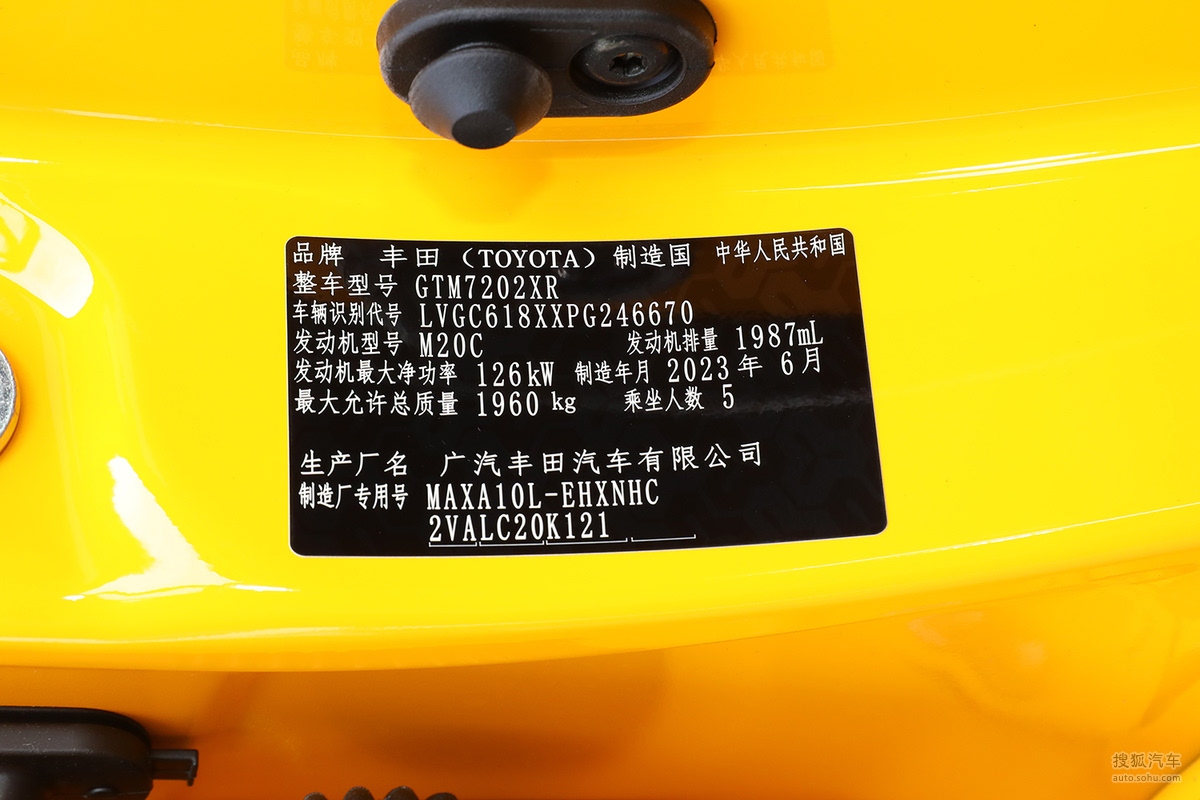 品牌 丰田（TOYOTA）制造国 中华人民共和国
整车型号 GTM7202XR
车辆识别代号 LVGC618XXPG246670
发动机型号 M20C 发动机排量 1987mL
发动机最大净功率 126kW 制造年月 2023年 6月
最大允许总质量 1960 kg 乘坐人数 5
生产厂名 广汽丰田汽车有限公司
制造厂专用号 MAXA10L-EHXNHC
2VALC20K121
搜狐汽车
auto.sohu.com